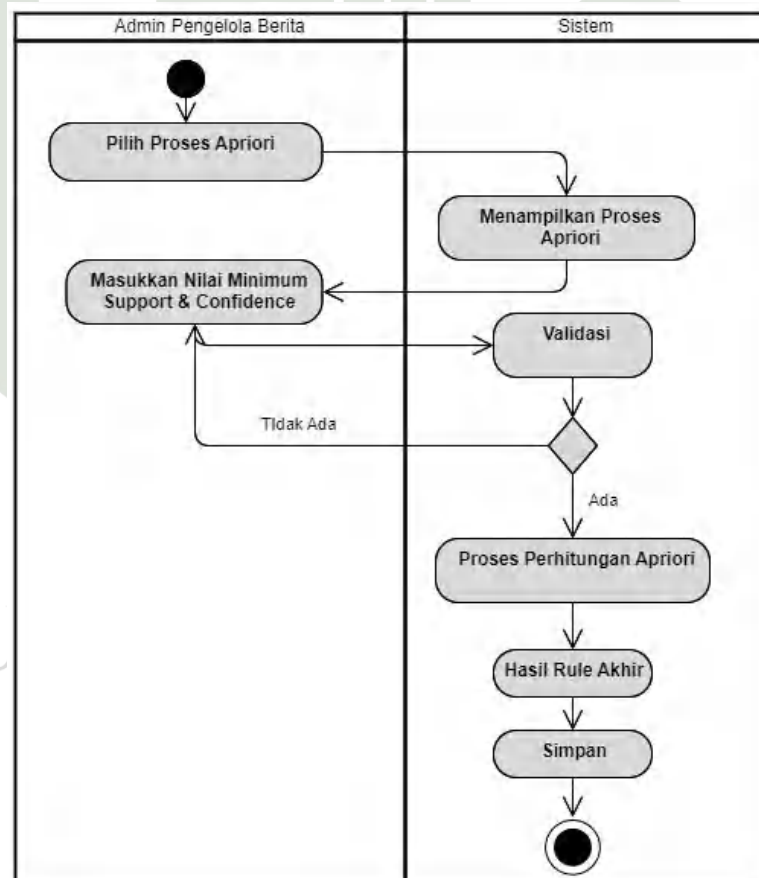 Admin Pengelola Berita
Sistem
Pilih Proses Apriori
Menampilkan Proses
Apriori
Masukkan Nilai Minimum
Support & Confidence
Validasi
TIdak Ada
Ada
Proses Perhitungan Apriori
Hasil Rule Akhir
Simpan